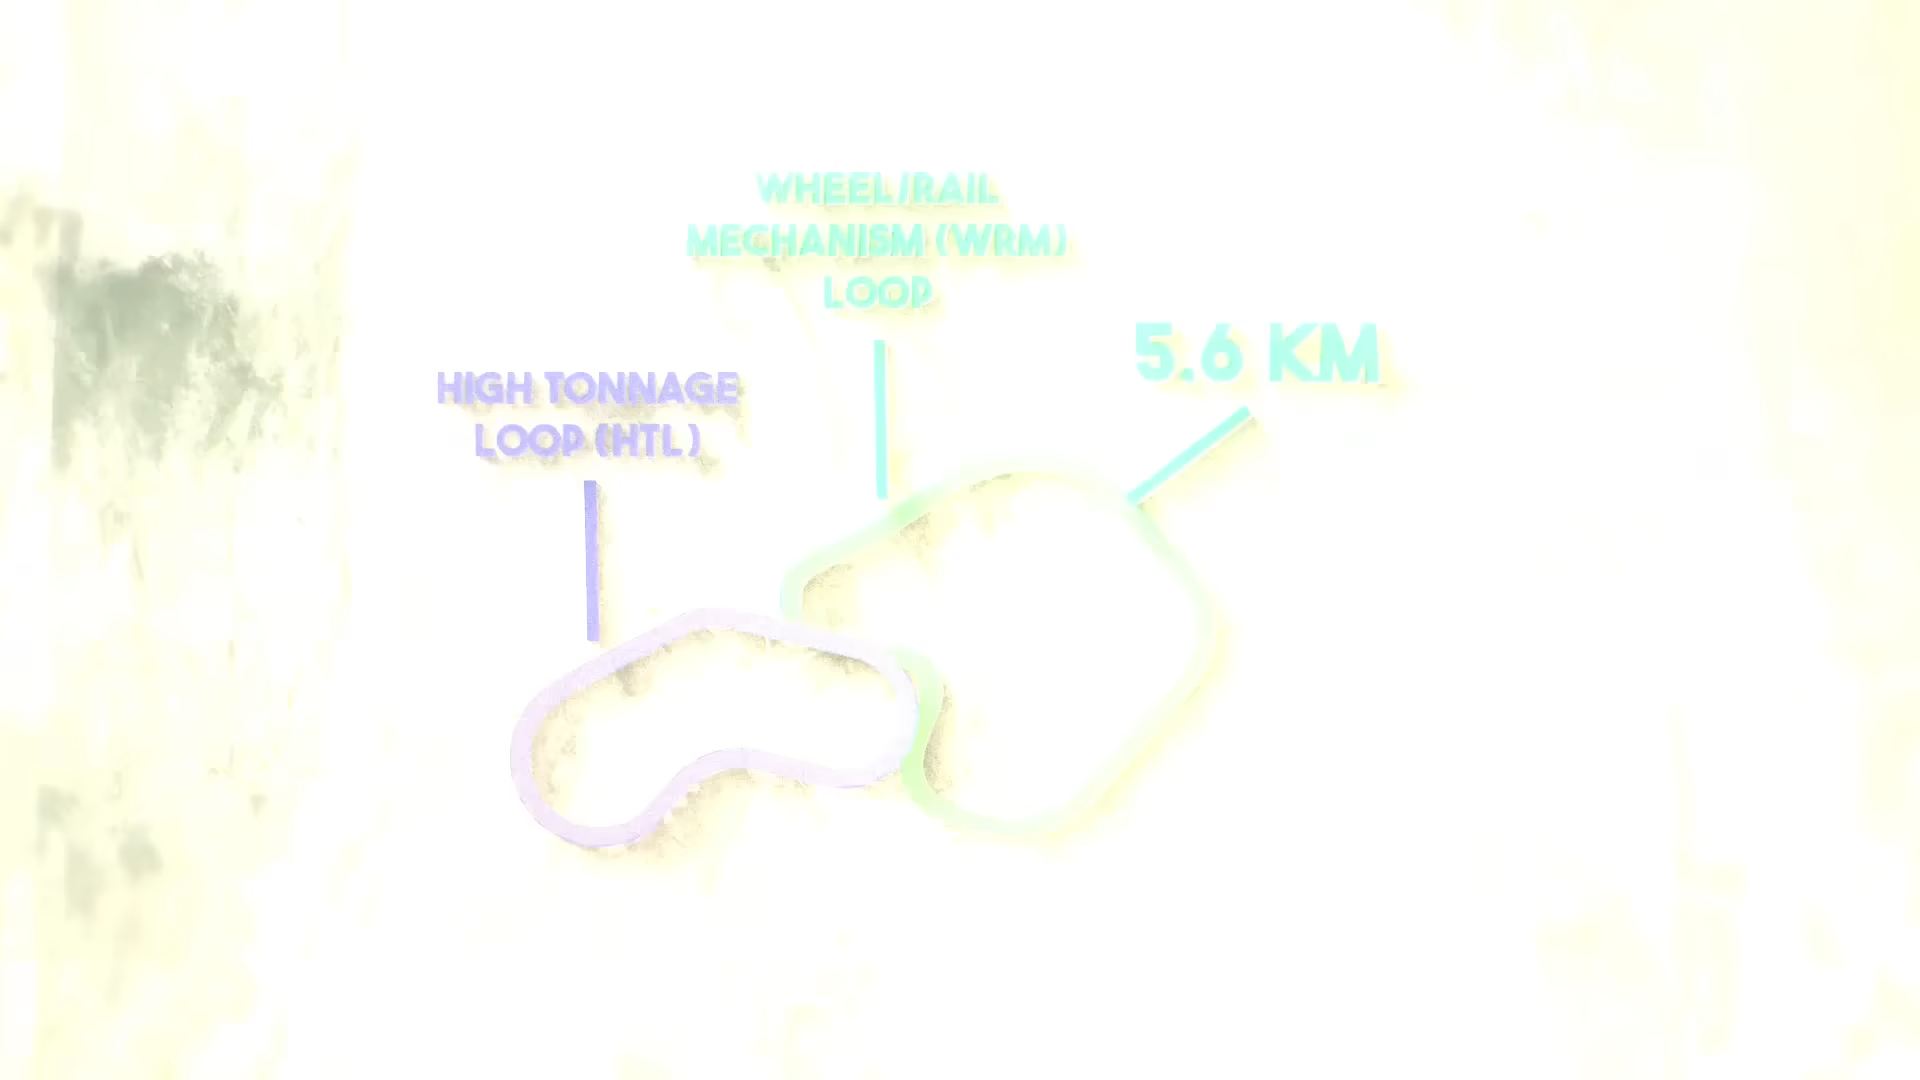 WHEEL/RAIL
MECHANISM (WRM)
LOOP
5.6 KM
HIGH TONNAGE
LOOP (HTL)